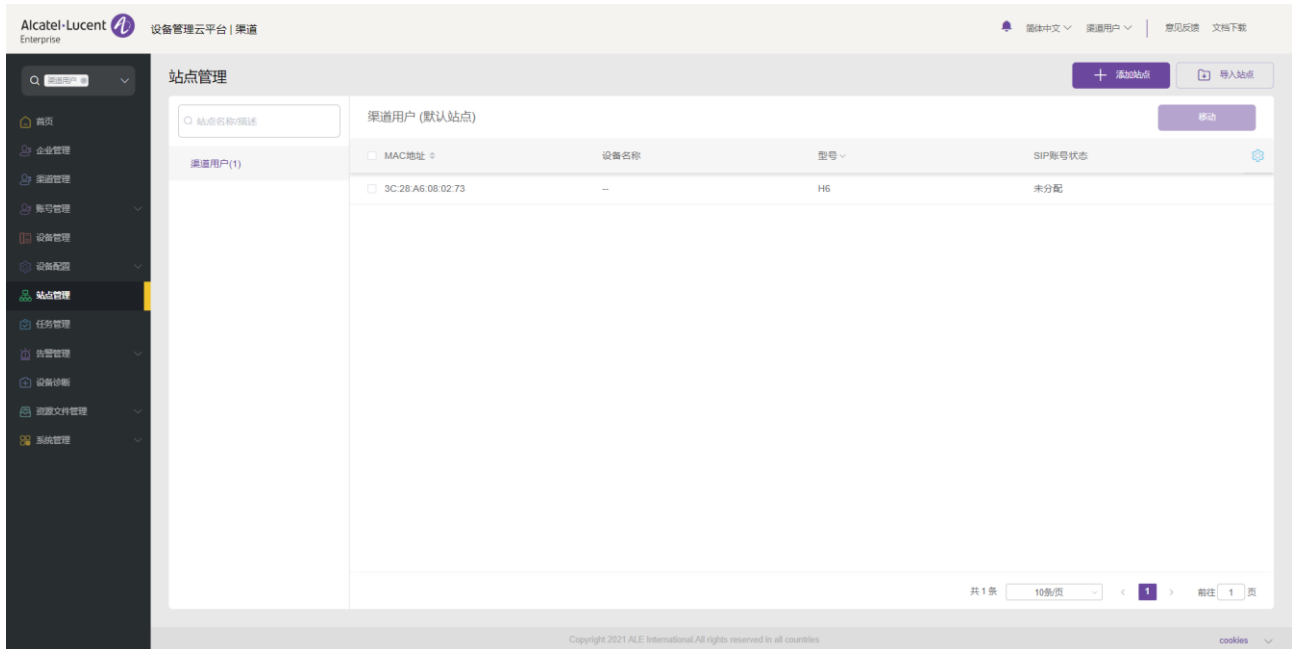 Alcatel·Lucent
Enterprise
设备管理云平台 | 渠道
简体中文
渠道用户
意见反馈
文档下载
渠道用户
站点管理
添加站点
导入站点
首页
企业管理
渠道管理
账号管理
设备管理
设备配置
站点管理
任务管理
告警管理
设备诊断
资源文件管理
系统管理
站点名称/描述
渠道用户(1)
渠道用户 (默认站点)
移动
MAC地址 设备名称 型号 SIP账号状态
3C:28:A6:08:02:73 -- H6 未分配
共 1 条 10条/页 < 1 > 前往 1 页
Copyright 2021 ALE International.All rights reserved in all countries
cookies